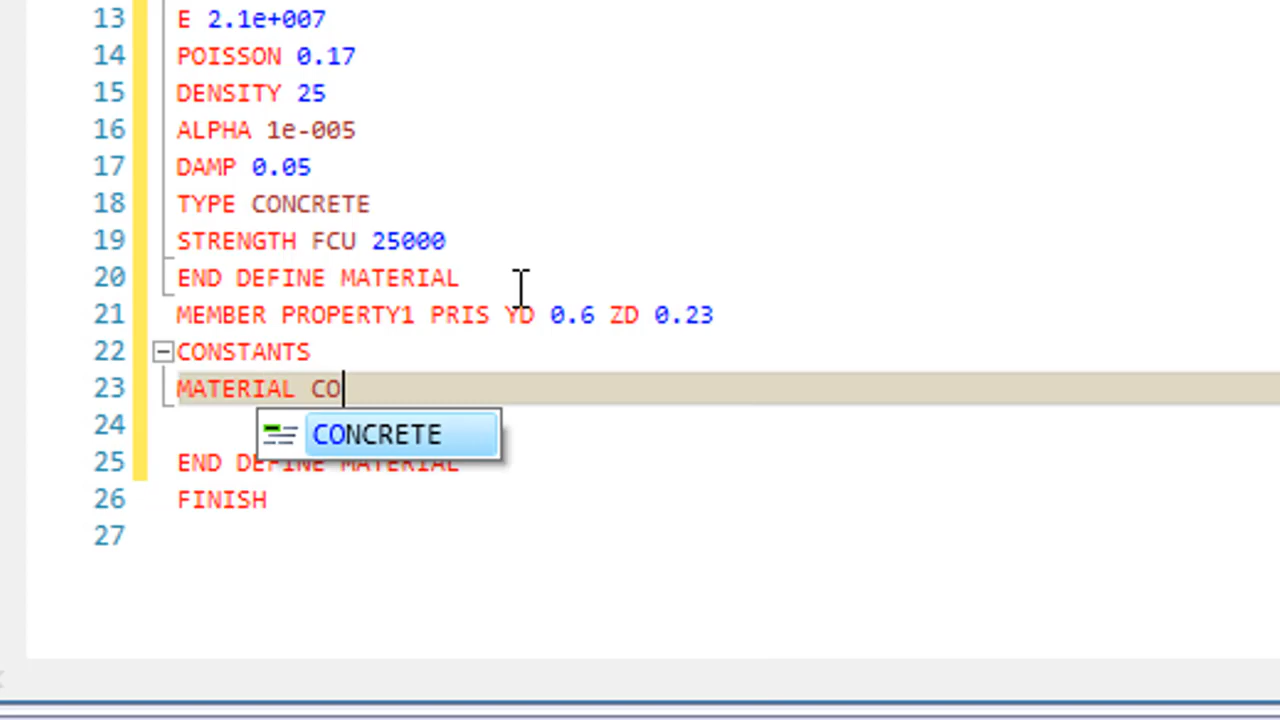 13 E 2.1e+007
14 POISSON 0.17
15 DENSITY 25
16 ALPHA 1e-005
17 DAMP 0.05
18 TYPE CONCRETE
19 STRENGTH FCU 25000
20 END DEFINE MATERIAL
21 MEMBER PROPERTY1 PRIS YD 0.6 ZD 0.23
22 CONSTANTS
23 MATERIAL CO
24 CONCRETE
25 END DEFINE MATERIAL
26 FINISH
27